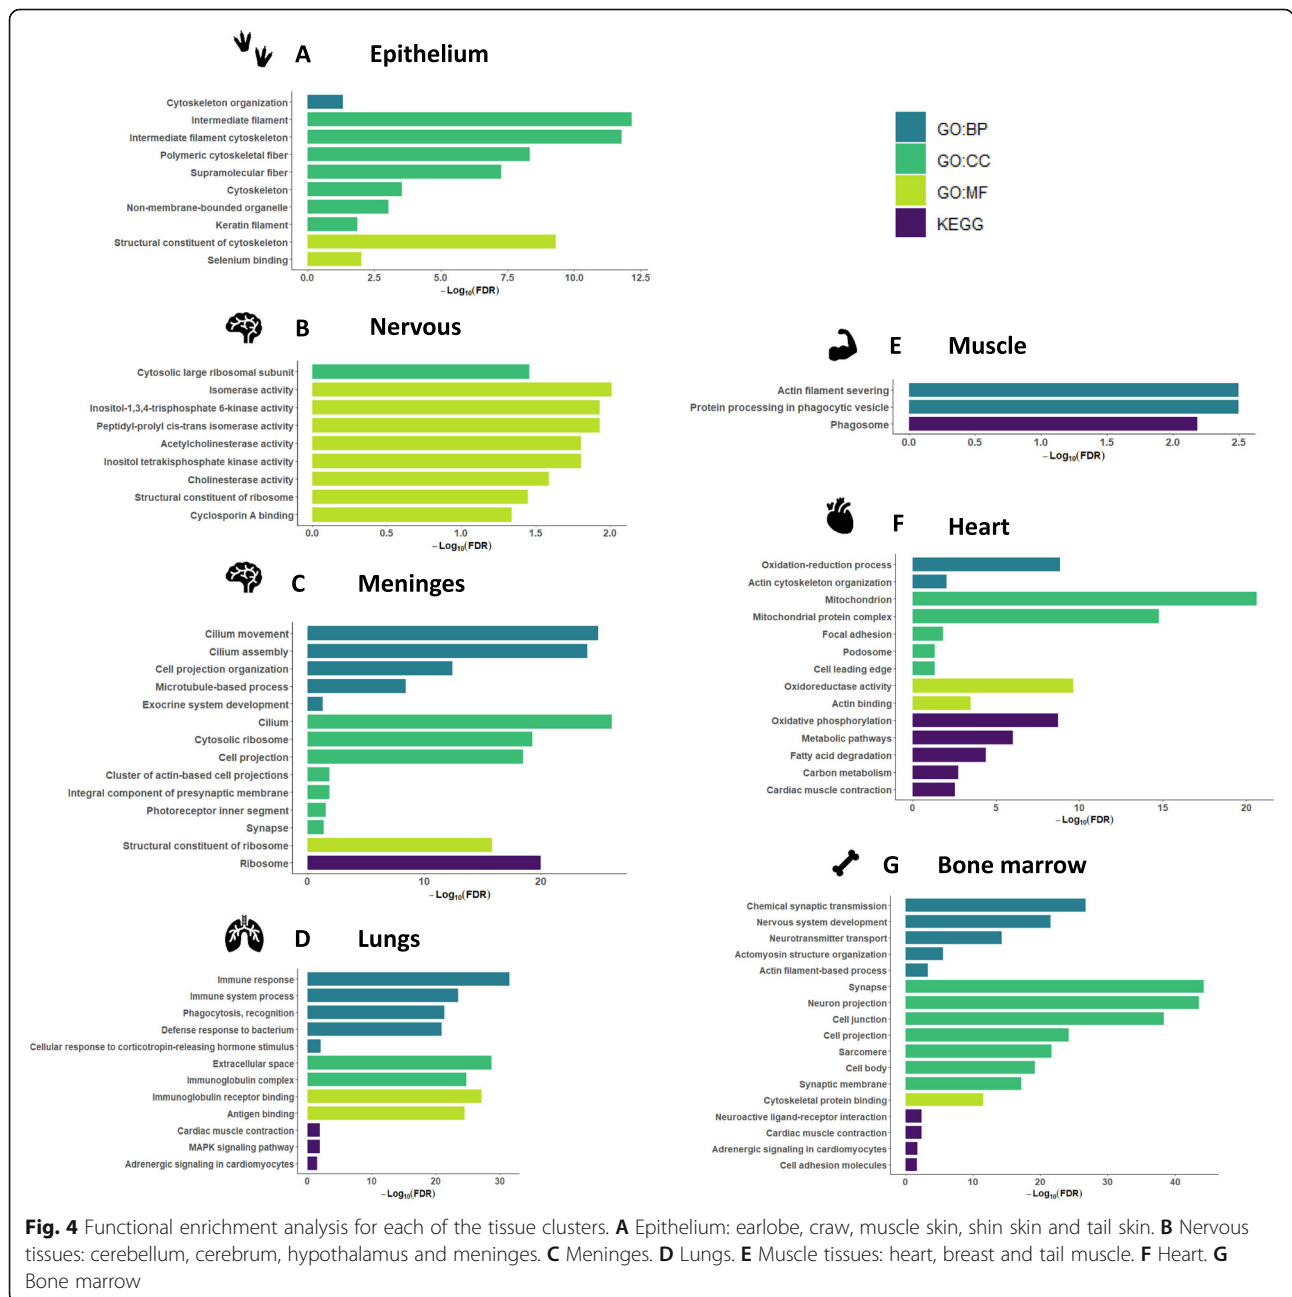 A Epithelium
Cytoskeleton organization
Intermediate filament
Intermediate filament cytoskeleton
Polymeric cytoskeletal fiber
Supramolecular fiber
Cytoskeleton
Non-membrane-bounded organelle
Keratin filament
Structural constituent of cytoskeleton
Selenium binding
0.0 2.5 5.0 7.5 10.0 12.5
−Log10(FDR)
GO:BP
GO:CC
GO:MF
KEGG
B Nervous
Cytosolic large ribosomal subunit
Isomerase activity
Inositol-1,3,4-trisphosphate 6-kinase activity
Peptidyl-prolyl cis-trans isomerase activity
Acetylcholinesterase activity
Inositol tetrakisphosphate kinase activity
Cholinesterase activity
Structural constituent of ribosome
Cyclosporin A binding
0.0 0.5 1.0 1.5 2.0
−Log10(FDR)
C Meninges
Cilium movement
Cilium assembly
Cell projection organization
Microtubule-based process
Exocrine system development
Cilium
Cytosolic ribosome
Cell projection
Cluster of actin-based cell projections
Integral component of presynaptic membrane
Photoreceptor inner segment
Synapse
Structural constituent of ribosome
Ribosome
0 10 20
−Log10(FDR)
D Lungs
Immune response
Immune system process
Phagocytosis, recognition
Defense response to bacterium
Cellular response to corticotropin-releasing hormone stimulus
Extracellular space
Immunoglobulin complex
Immunoglobulin receptor binding
Antigen binding
Cardiac muscle contraction
MAPK signaling pathway
Adrenergic signaling in cardiomyocytes
0 10 20 30
−Log10(FDR)
E Muscle
Actin filament severing
Protein processing in phagocytic vesicle
Phagosome
0.0 0.5 1.0 1.5 2.0 2.5
−Log10(FDR)
F Heart
Oxidation-reduction process
Actin cytoskeleton organization
Mitochondrion
Mitochondrial protein complex
Focal adhesion
Podosome
Cell leading edge
Oxidoreductase activity
Actin binding
Oxidative phosphorylation
Metabolic pathways
Fatty acid degradation
Carbon metabolism
Cardiac muscle contraction
0 5 10 15 20
−Log10(FDR)
G Bone marrow
Chemical synaptic transmission
Nervous system development
Neurotransmitter transport
Actomyosin structure organization
Actin filament-based process
Synapse
Neuron projection
Cell junction
Cell projection
Sarcomere
Cell body
Synaptic membrane
Cytoskeletal protein binding
Neuroactive ligand-receptor interaction
Cardiac muscle contraction
Adrenergic signaling in cardiomyocytes
Cell adhesion molecules
0 10 20 30 40
−Log10(FDR)
Fig. 4 Functional enrichment analysis for each of the tissue clusters. A Epithelium: earlobe, craw, muscle skin, shin skin and tail skin. B Nervous
tissues: cerebellum, cerebrum, hypothalamus and meninges. C Meninges. D Lungs. E Muscle tissues: heart, breast and tail muscle. F Heart. G
Bone marrow